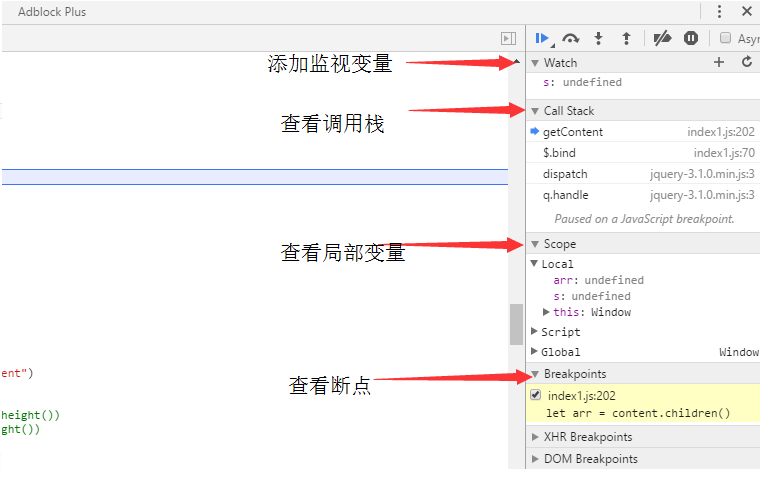 Adblock Plus
Asyn
添加监视变量
Watch
s: undefined
查看调用栈
Call Stack
getContent index1.js:202
$.bind index1.js:70
dispatch jquery-3.1.0.min.js:3
q.handle jquery-3.1.0.min.js:3
Paused on a JavaScript breakpoint.
查看局部变量
Scope
Local
arr: undefined
s: undefined
this: Window
Script
Global Window
ent")
查看断点
Breakpoints
index1.js:202
let arr = content.children()
height())
ght())
XHR Breakpoints
DOM Breakpoints